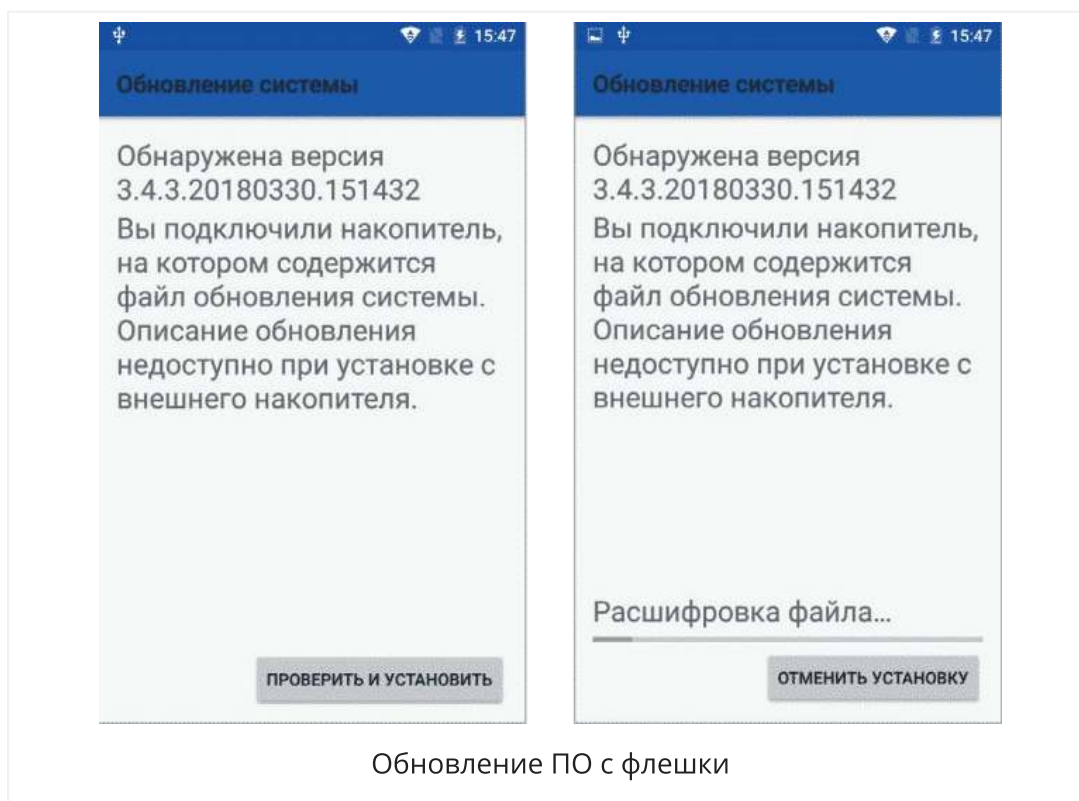 15:47
Обновление системы
Обнаружена версия
3.4.3.20180330.151432
Вы подключили накопитель,
на котором содержится
файл обновления системы.
Описание обновления
недоступно при установке с
внешнего накопителя.
ПРОВЕРИТЬ И УСТАНОВИТЬ
15:47
Обновление системы
Обнаружена версия
3.4.3.20180330.151432
Вы подключили накопитель,
на котором содержится
файл обновления системы.
Описание обновления
недоступно при установке с
внешнего накопителя.
Расшифровка файла...
ОТМЕНИТЬ УСТАНОВКУ
Обновление ПО с флешки